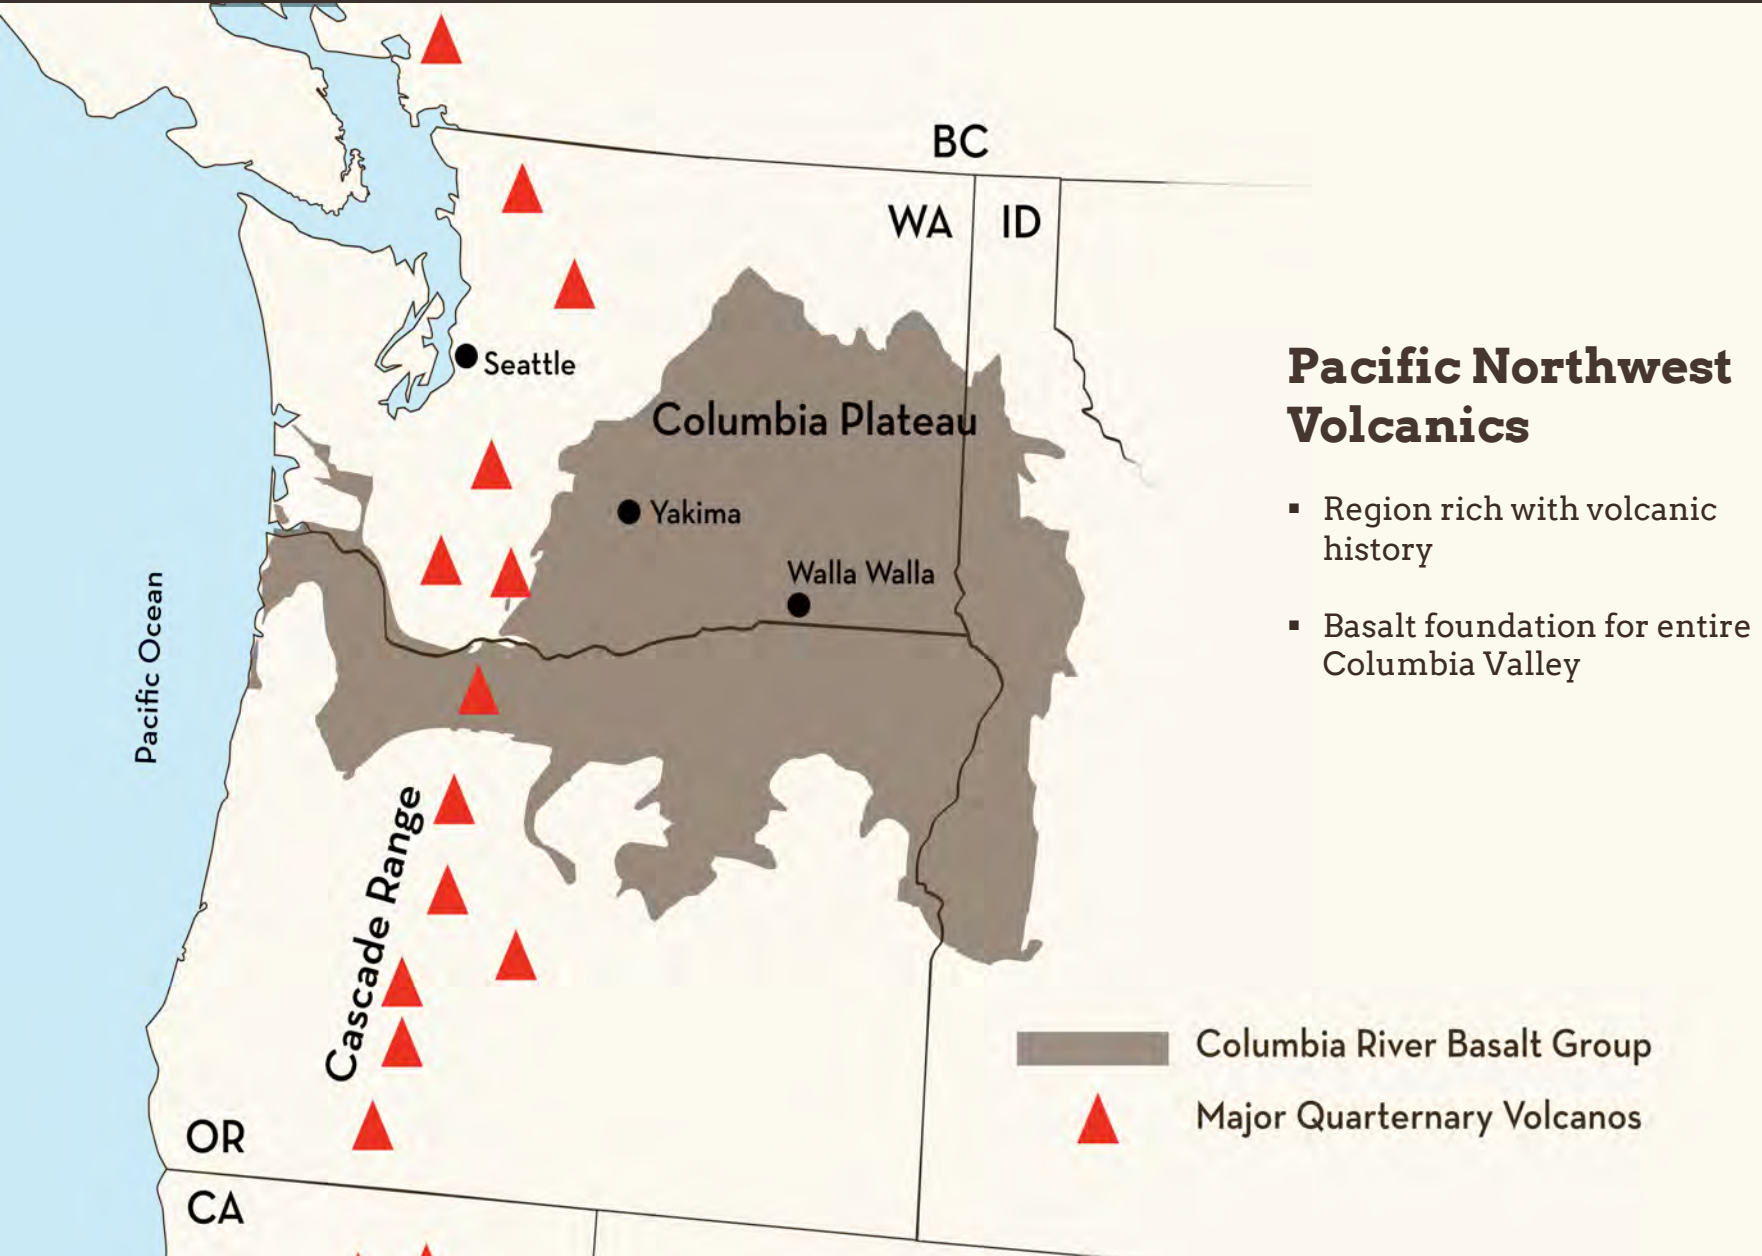 BC
WA
ID
Seattle
Columbia Plateau
Yakima
Walla Walla
Pacific Ocean
Cascade Range
OR
CA
Pacific Northwest
Volcanics
▪ Region rich with volcanic
history
▪ Basalt foundation for entire
Columbia Valley
Columbia River Basalt Group
Major Quarternary Volcanos